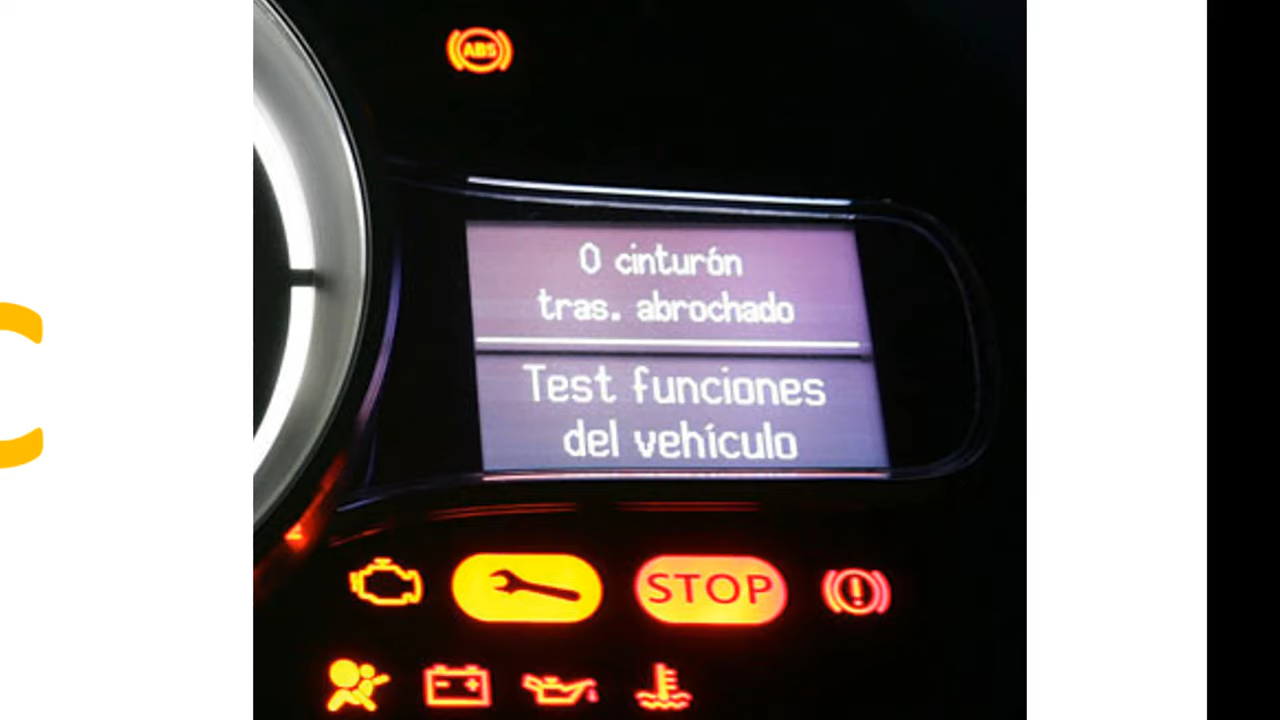 ABS
0 cinturón
tras. abrochado
Test funciones
del vehículo
STOP